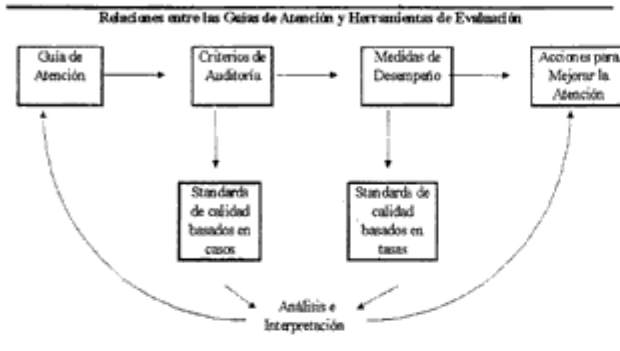 Relaciones entre las Guías de Atención y Herramientas de Evaluación
Guía de
Atención
Criterios de
Auditoría
Medidas de
Desempeño
Acciones para
Mejorar la
Atención
Standards
de calidad
basados en
casos
Standards de
calidad
basados en
tasas
Análisis e
Interpretación